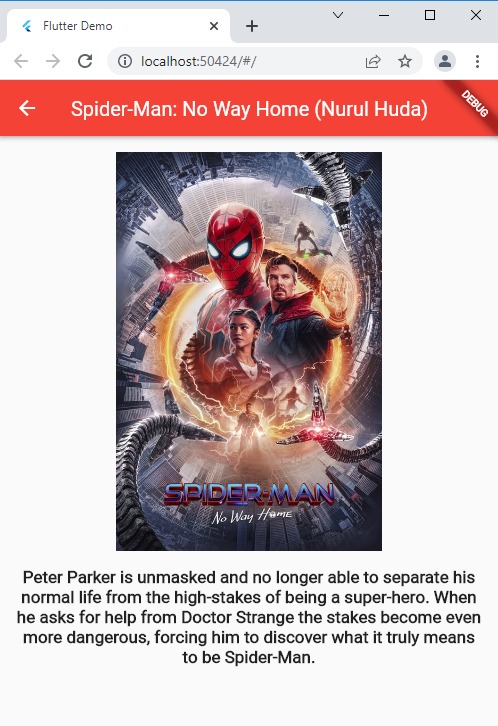 Flutter Demo
localhost:50424/#/
Spider-Man: No Way Home (Nurul Huda)
DEBUG
SPIDER-MAN
No Way Home
Peter Parker is unmasked and no longer able to separate his
normal life from the high-stakes of being a super-hero. When
he asks for help from Doctor Strange the stakes become even
more dangerous, forcing him to discover what it truly means
to be Spider-Man.